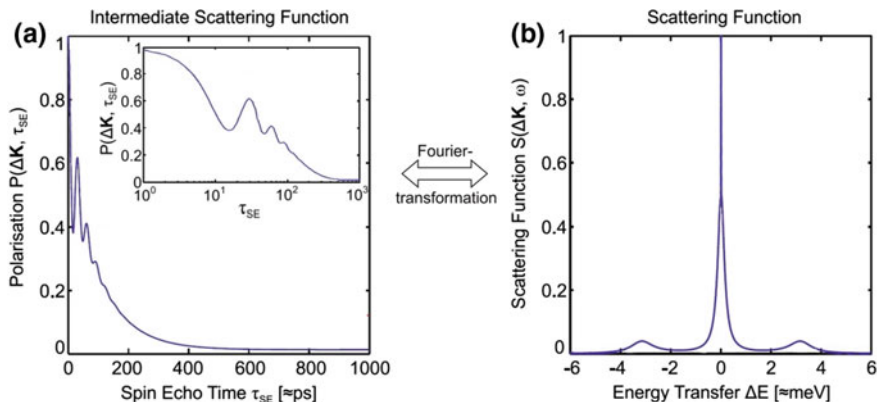 Intermediate Scattering Function
(a)
Polarisation P(ΔK, τSE)
1
0.8
0.6
0.4
0.2
0
0 200 400 600 800 1000
Spin Echo Time τSE [≈ps]
P(ΔK, τSE)
1
0.8
0.6
0.4
0.2
0
10⁰ 10¹ 10² 10³
τSE
Fourier-
transformation
Scattering Function
(b)
Scattering Function S(ΔK, ω)
1
0.8
0.6
0.4
0.2
0
-6 -4 -2 0 2 4 6
Energy Transfer ΔE [≈meV]